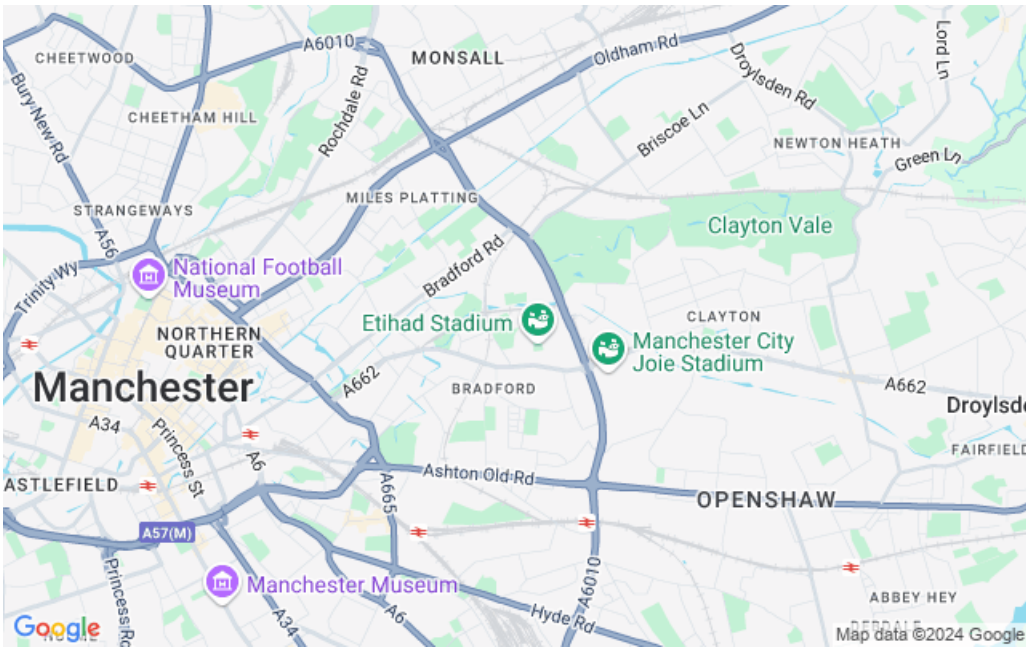 A6010
MONSALL
Oldham Rd
CHEETWOOD
Lord Ln
Droylsden Rd
Bury New Rd
Rochdale Rd
CHEETHAM HILL
Briscoe Ln
NEWTON HEATH
Green Ln
MILES PLATTING
STRANGEWAYS
Clayton Vale
A56
Trinity Wy
National Football
Museum
Bradford Rd
Etihad Stadium
CLAYTON
NORTHERN
QUARTER
Manchester City
Joie Stadium
Manchester
A662
BRADFORD
A662
Droylsde
A34
Princess St
A6
FAIRFIELD
ASTLEFIELD
Ashton Old Rd
A665
OPENSHAW
A57(M)
Princess Rd
Manchester Museum
A6010
ABBEY HEY
A34
A6
Hyde Rd
Google
Map data ©2024 Google